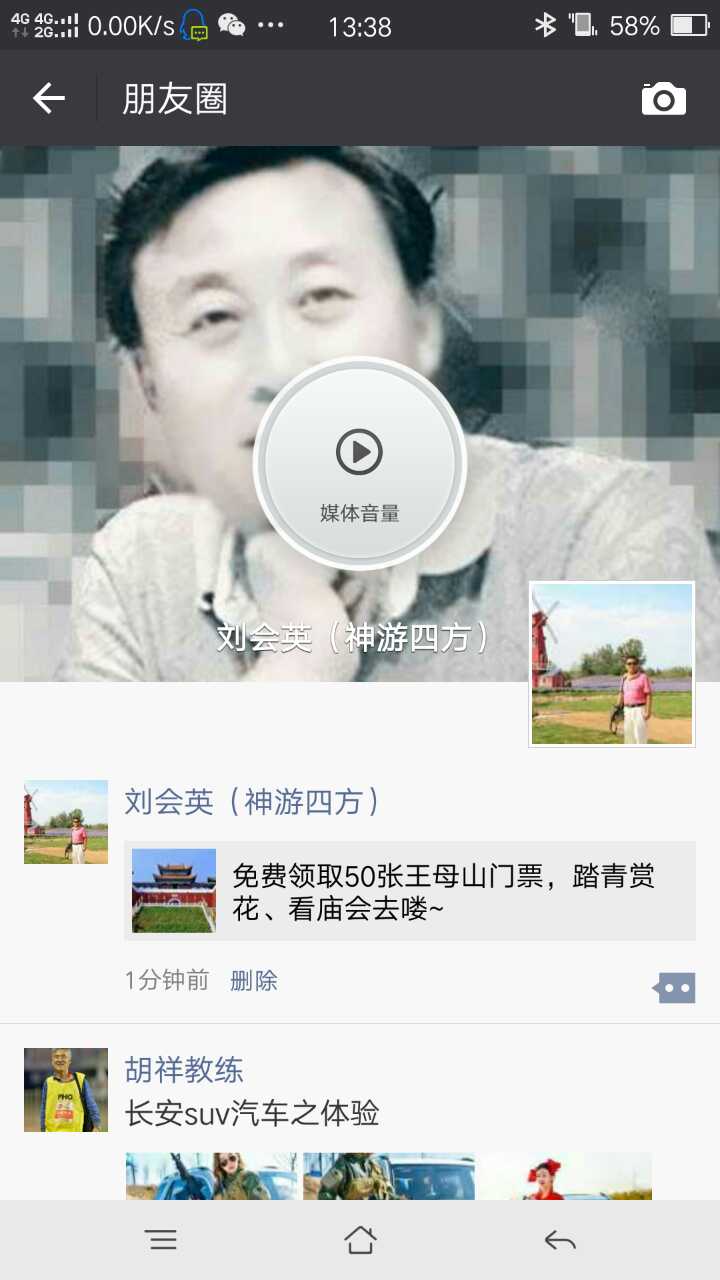 4G 4G 2G 0.00K/s 13:38 58%
朋友圈
媒体音量
刘会英（神游四方）
刘会英（神游四方）
免费领取50张王母山门票，踏青赏
花、看庙会去喽~
1分钟前 删除
胡祥教练
PHO
长安suv汽车之体验